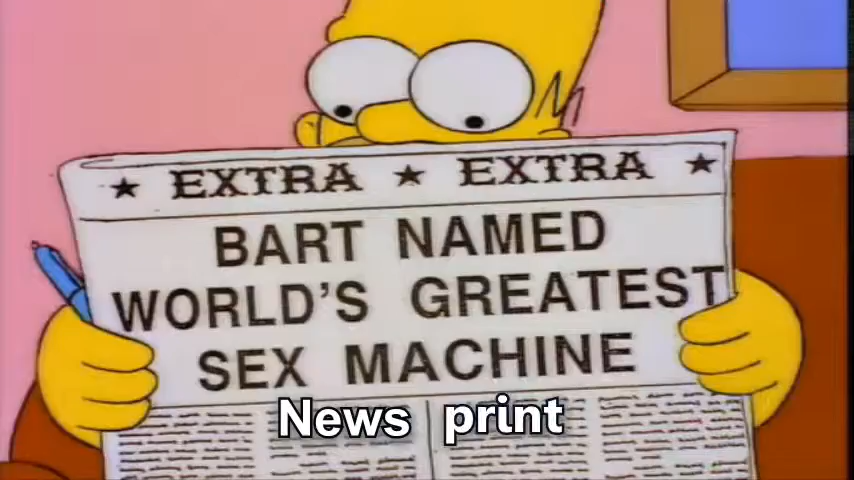 ★ EXTRA ★ EXTRA ★
BART NAMED
WORLD'S GREATEST
SEX MACHINE
News print